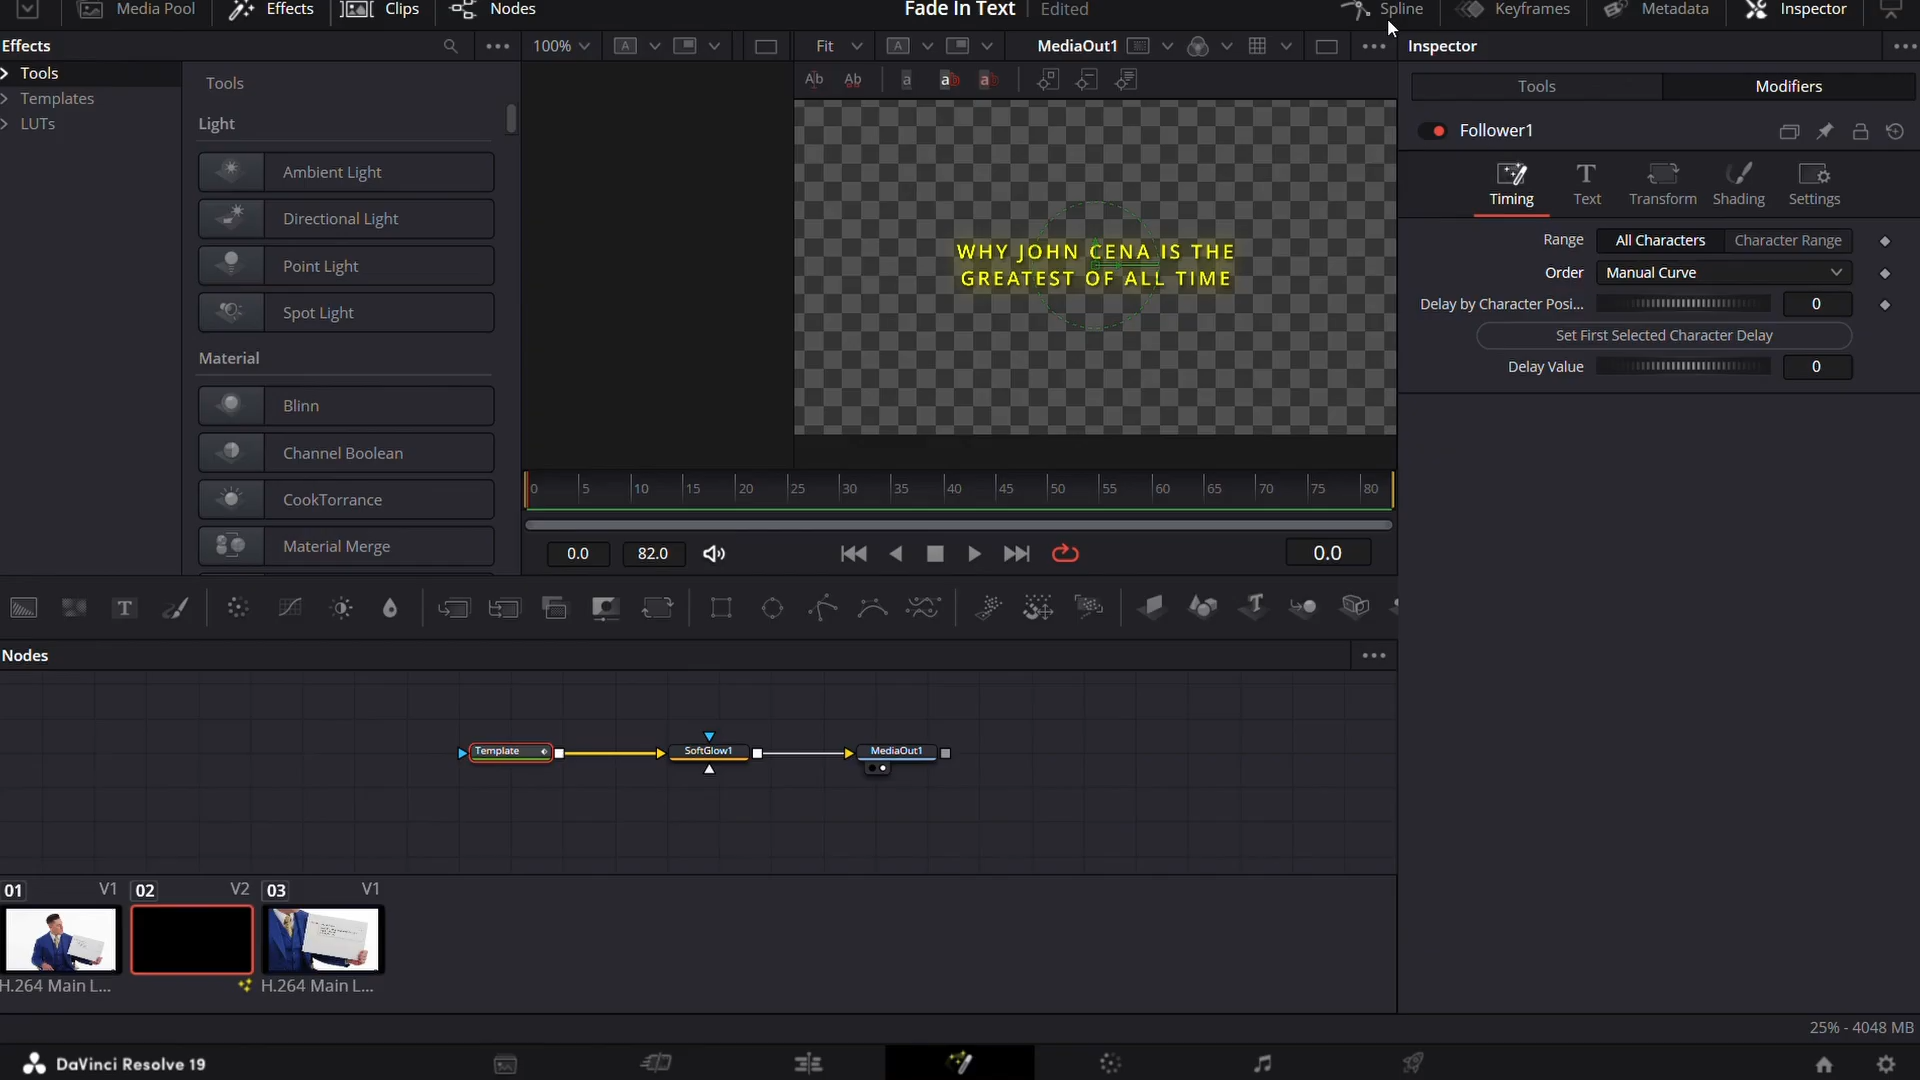 Media Pool
Effects
Clips
Nodes
Fade In Text
Edited
Spline
Keyframes
Metadata
Inspector
Effects
100%
A
Fit
A
MediaOut1
Inspector
Tools
Templates
LUTs
Tools
Light
Ambient Light
Directional Light
Point Light
Spot Light
Material
Blinn
Channel Boolean
CookTorrance
Material Merge
WHY JOHN CENA IS THE
GREATEST OF ALL TIME
0 5 10 15 20 25 30 35 40 45 50 55 60 65 70 75 80
0.0
82.0
0.0
Tools
Modifiers
Follower1
Timing
Text
Transform
Shading
Settings
Range
All Characters
Character Range
Order
Manual Curve
Delay by Character Posi...
0
Set First Selected Character Delay
Delay Value
0
Nodes
Template
SoftGlow1
MediaOut1
01 V1
02 V2
03 V1
H.264 Main L...
H.264 Main L...
25% - 4048 MB
DaVinci Resolve 19